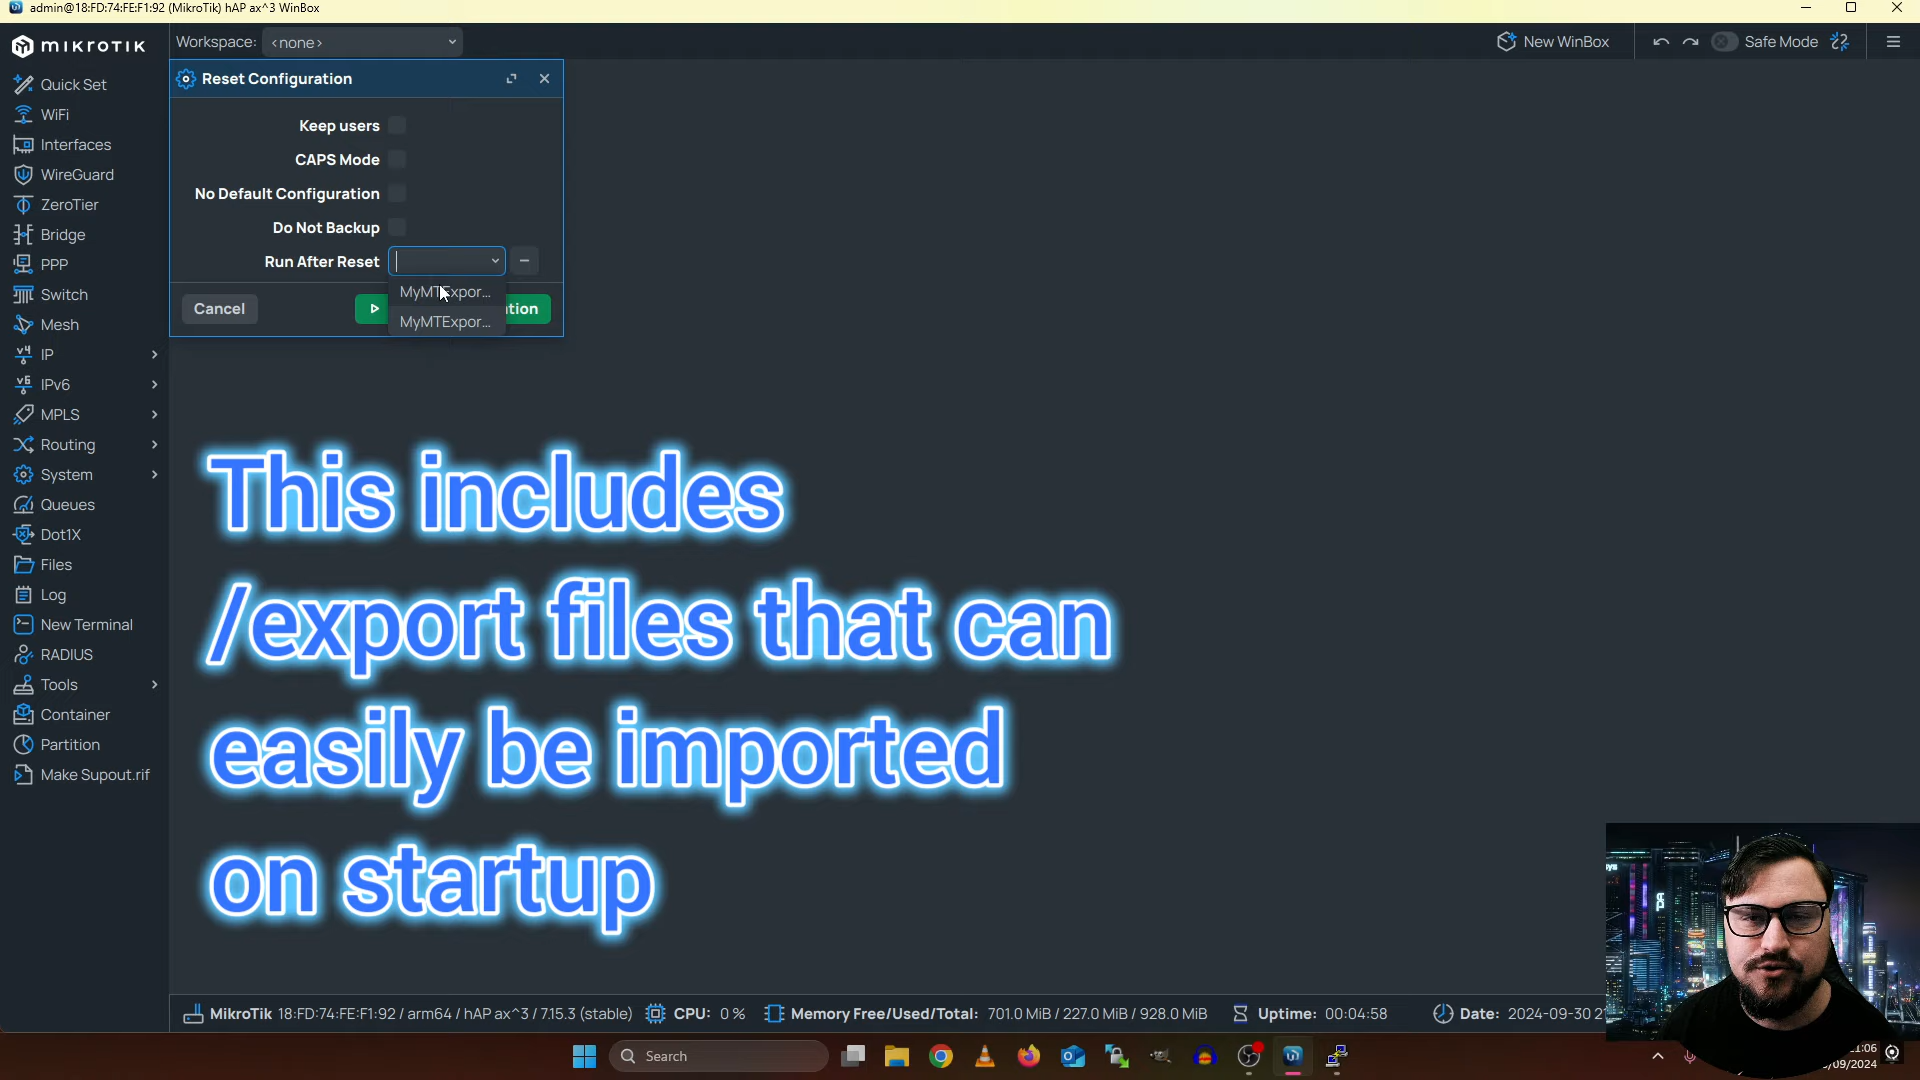 admin@18:FD:74:FE:F1:92 (MikroTik) hAP ax^3 WinBox
MikroTik
Workspace: <none>
New WinBox
Safe Mode
Quick Set
WiFi
Interfaces
WireGuard
ZeroTier
Bridge
PPP
Switch
Mesh
IP
IPv6
MPLS
Routing
System
Queues
Dot1X
Files
Log
New Terminal
RADIUS
Tools
Container
Partition
Make Supout.rif
Reset Configuration
Keep users
CAPS Mode
No Default Configuration
Do Not Backup
Run After Reset
MyMTExpor...
MyMTExpor...
Cancel
tion
This includes
/export files that can
easily be imported
on startup
MikroTik 18:FD:74:FE:F1:92 / arm64 / hAP ax^3 / 7.15.3 (stable) CPU: 0 % Memory Free/Used/Total: 701.0 MiB / 227.0 MiB / 928.0 MiB Uptime: 00:04:58 Date: 2024-09-30
Search
:06
/09/2024